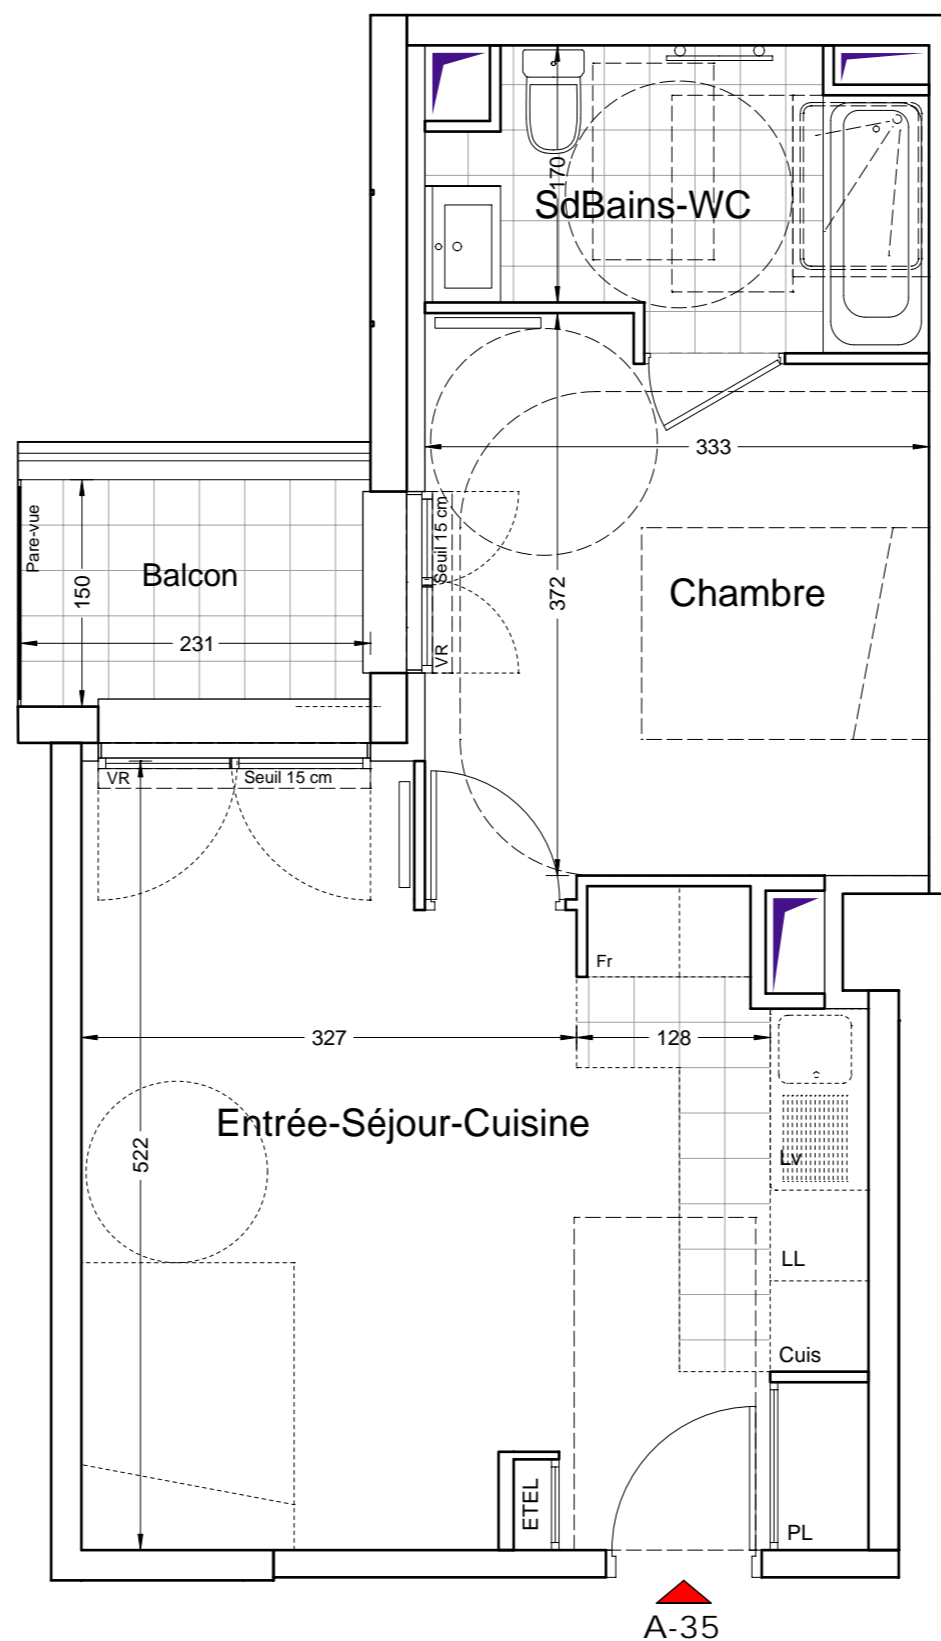 170
SdBains-WC
333
Pare-vue
150
Balcon
231
Seuil 15 cm
VR
372
Chambre
VR
Seuil 15 cm
Fr
327
128
522
Entrée-Séjour-Cuisine
Lv
LL
Cuis
ETEL
PL
A-35